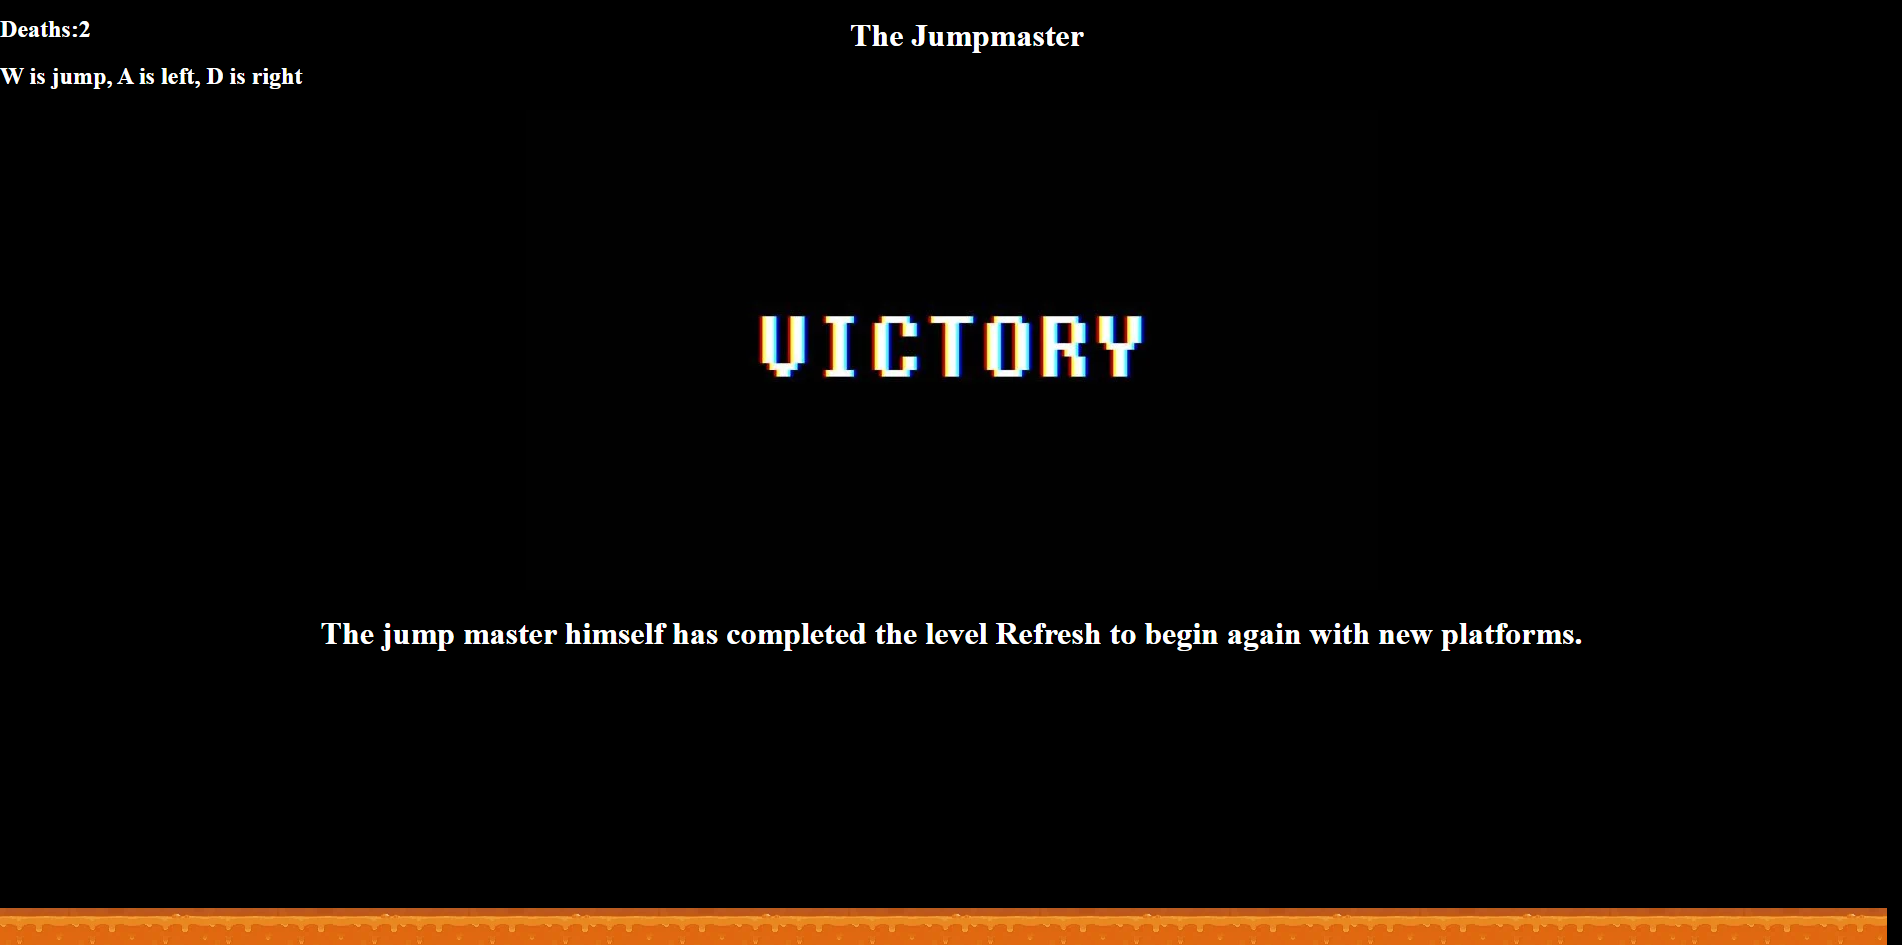 Deaths:2
The Jumpmaster
W is jump, A is left, D is right
VICTORY
The jump master himself has completed the level Refresh to begin again with new platforms.